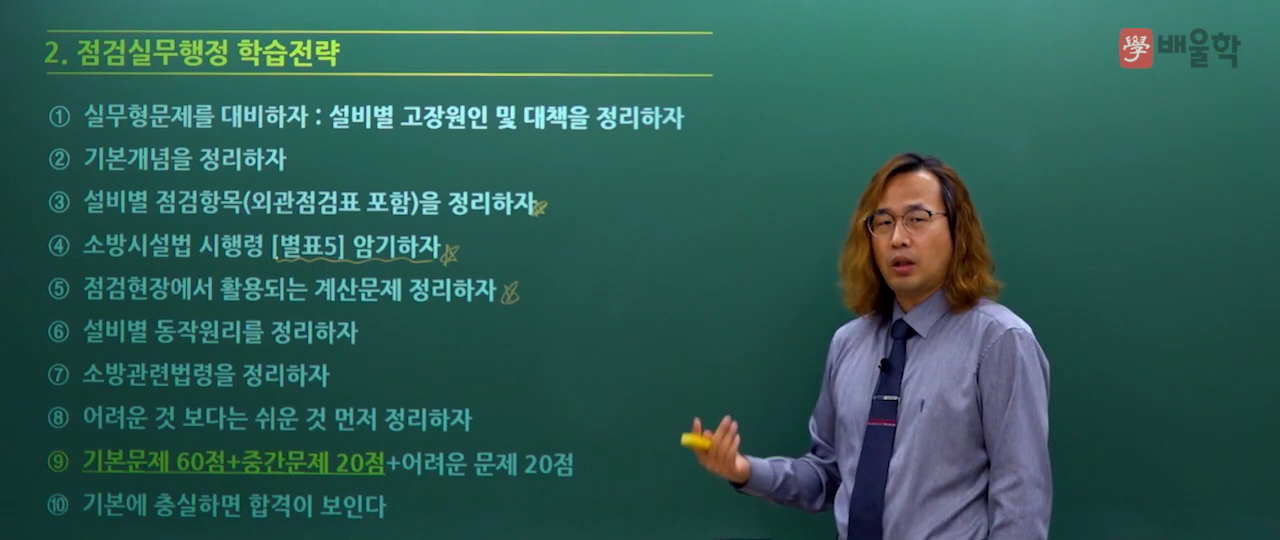 2. 점검실무행정 학습전략
學 배울학
① 실무형문제를 대비하자 : 설비별 고장원인 및 대책을 정리하자
② 기본개념을 정리하자
③ 설비별 점검항목(외관점검표 포함)을 정리하자
④ 소방시설법 시행령 [별표5] 암기하자
⑤ 점검현장에서 활용되는 계산문제 정리하자
⑥ 설비별 동작원리를 정리하자
⑦ 소방관련법령을 정리하자
⑧ 어려운 것 보다는 쉬운 것 먼저 정리하자
⑨ 기본문제 60점+중간문제 20점+어려운 문제 20점
⑩ 기본에 충실하면 합격이 보인다